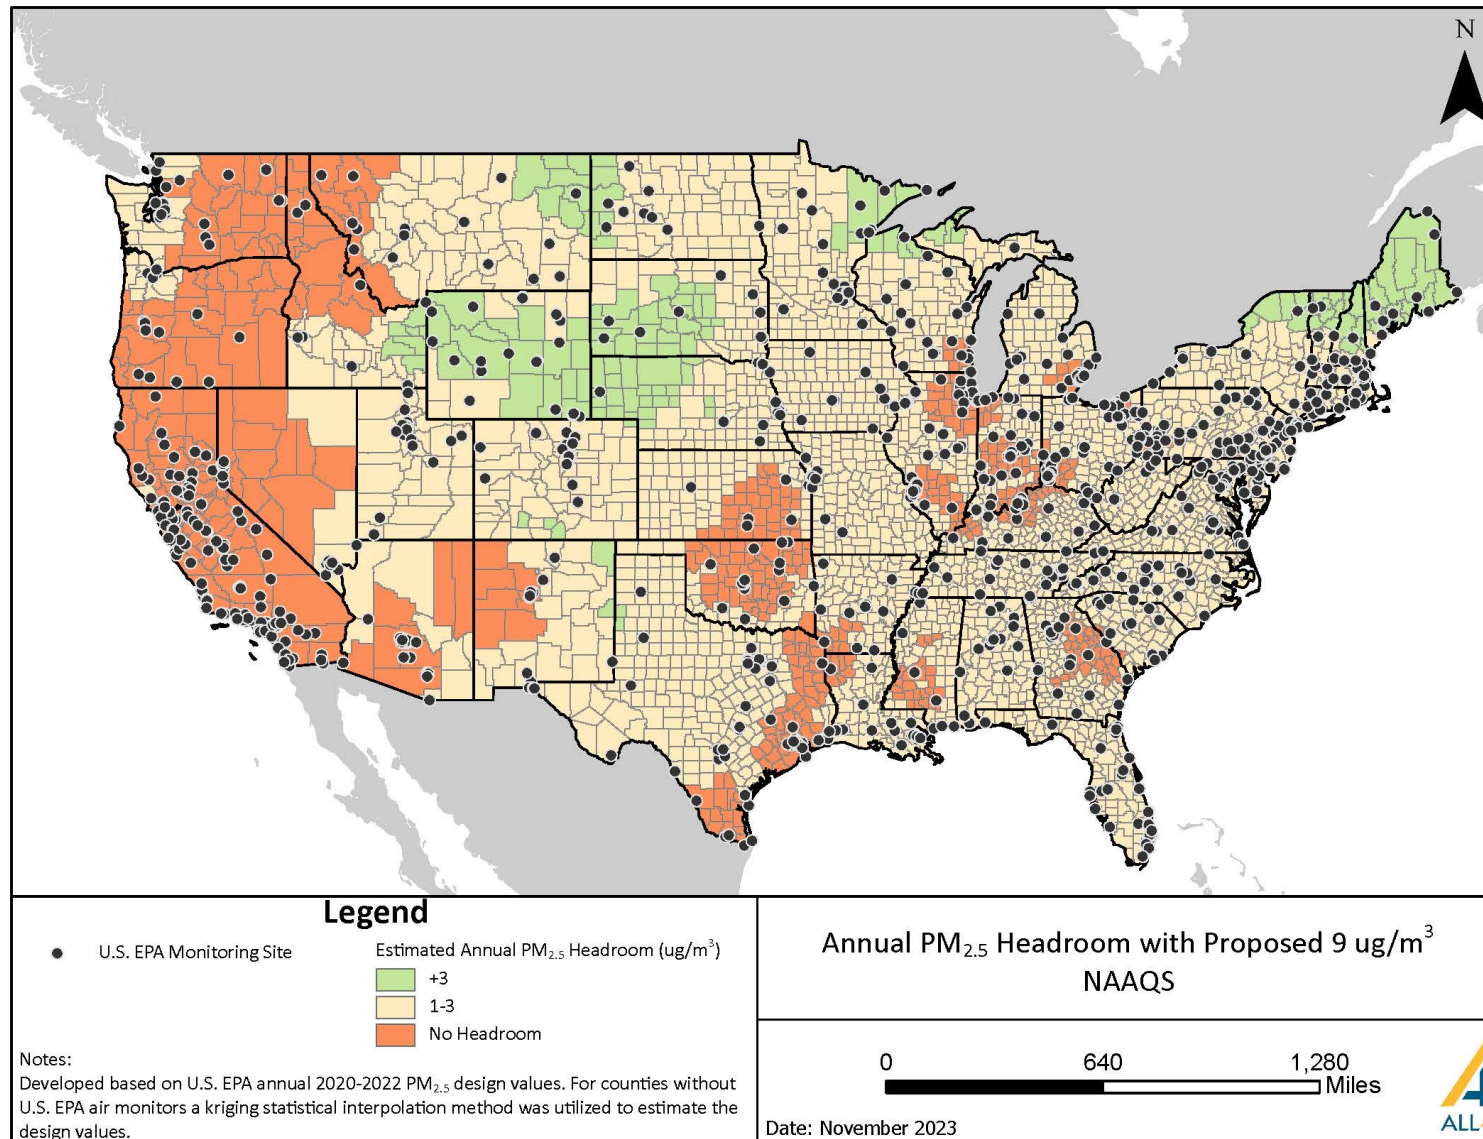 N
Legend
U.S. EPA Monitoring Site
Estimated Annual PM2.5 Headroom (ug/m³)
+3
1-3
No Headroom
Notes:
Developed based on U.S. EPA annual 2020-2022 PM2.5 design values. For counties without
U.S. EPA air monitors a kriging statistical interpolation method was utilized to estimate the
design values.
Annual PM2.5 Headroom with Proposed 9 ug/m³
NAAQS
0 640 1,280
Miles
Date: November 2023